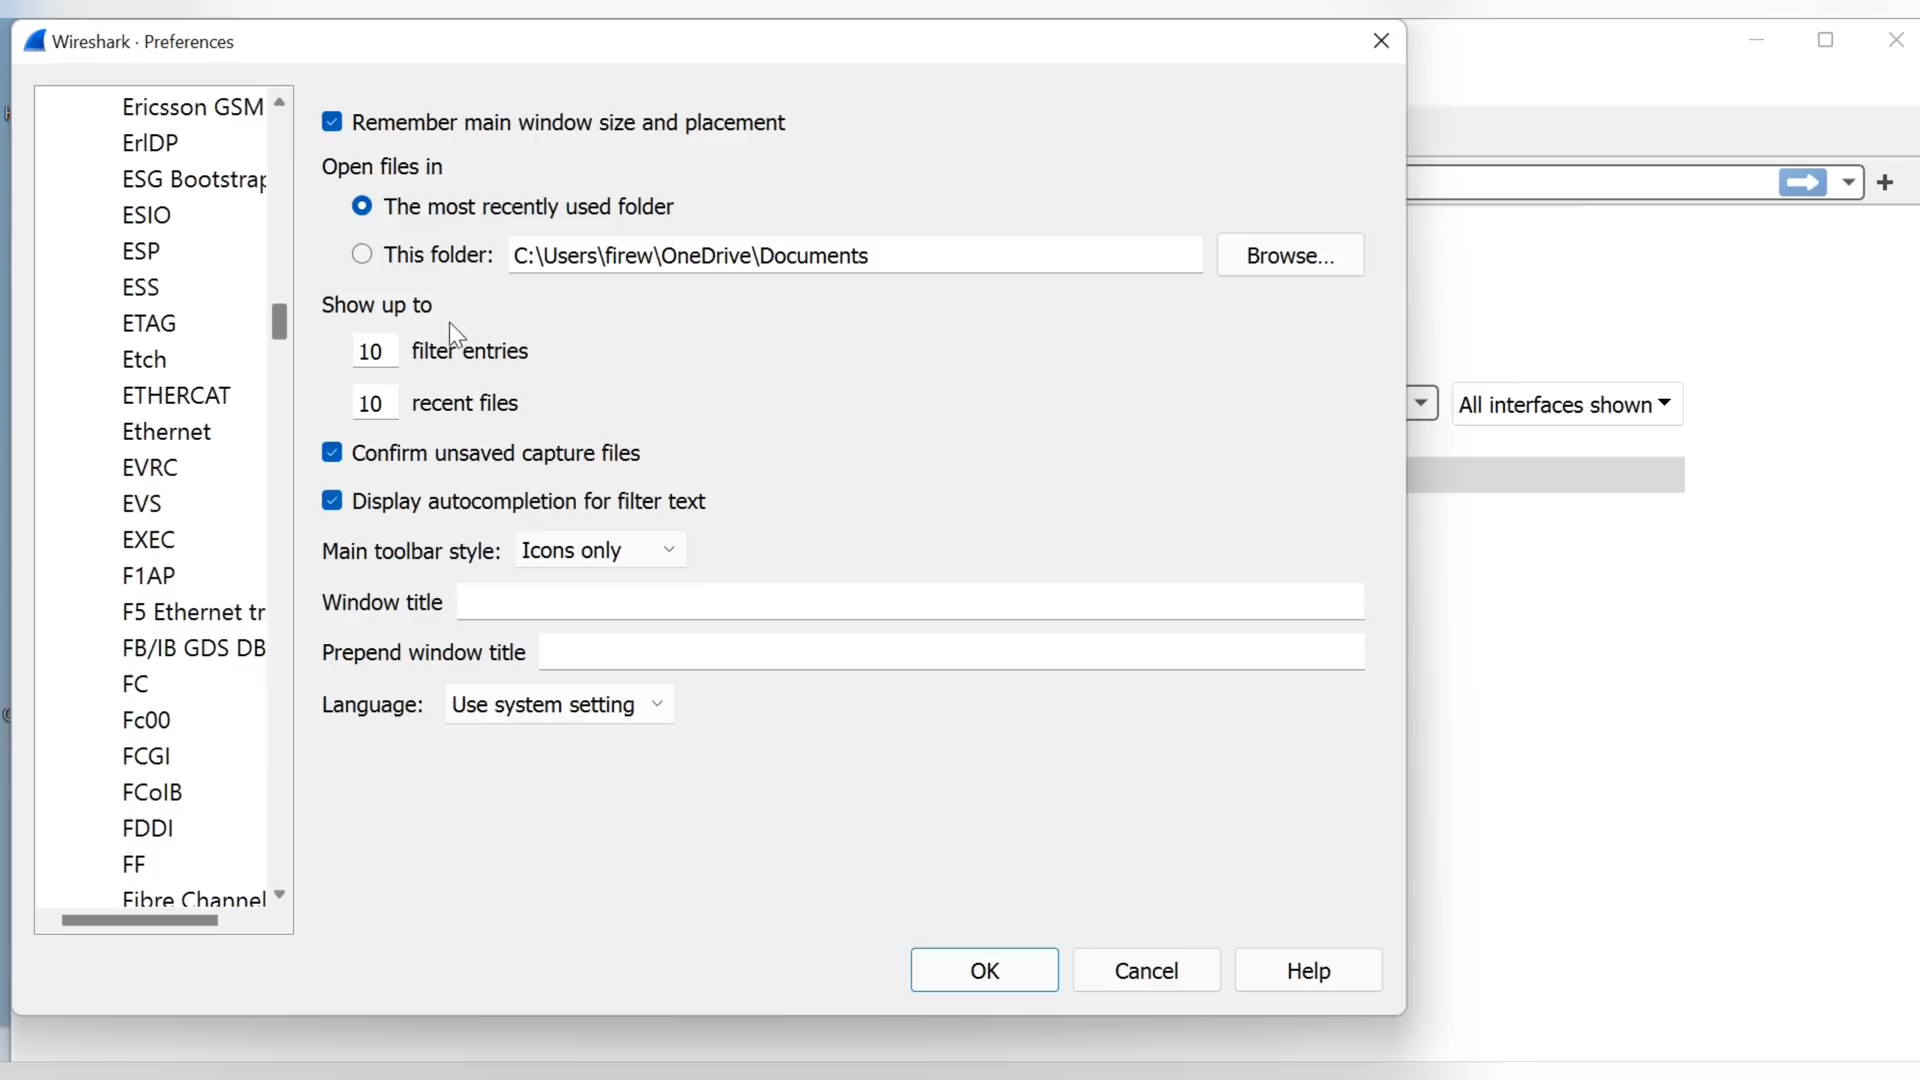 Wireshark · Preferences
Ericsson GSM
ErlDP
ESG Bootstrap
ESIO
ESP
ESS
ETAG
Etch
ETHERCAT
Ethernet
EVRC
EVS
EXEC
F1AP
F5 Ethernet tr
FB/IB GDS DB
FC
Fc00
FCGI
FCoIB
FDDI
FF
Fibre Channel
Remember main window size and placement
Open files in
The most recently used folder
This folder: C:\Users\firew\OneDrive\Documents Browse...
Show up to
10 filter entries
10 recent files
Confirm unsaved capture files
Display autocompletion for filter text
Main toolbar style: Icons only
Window title
Prepend window title
Language: Use system setting
OK Cancel Help
All interfaces shown